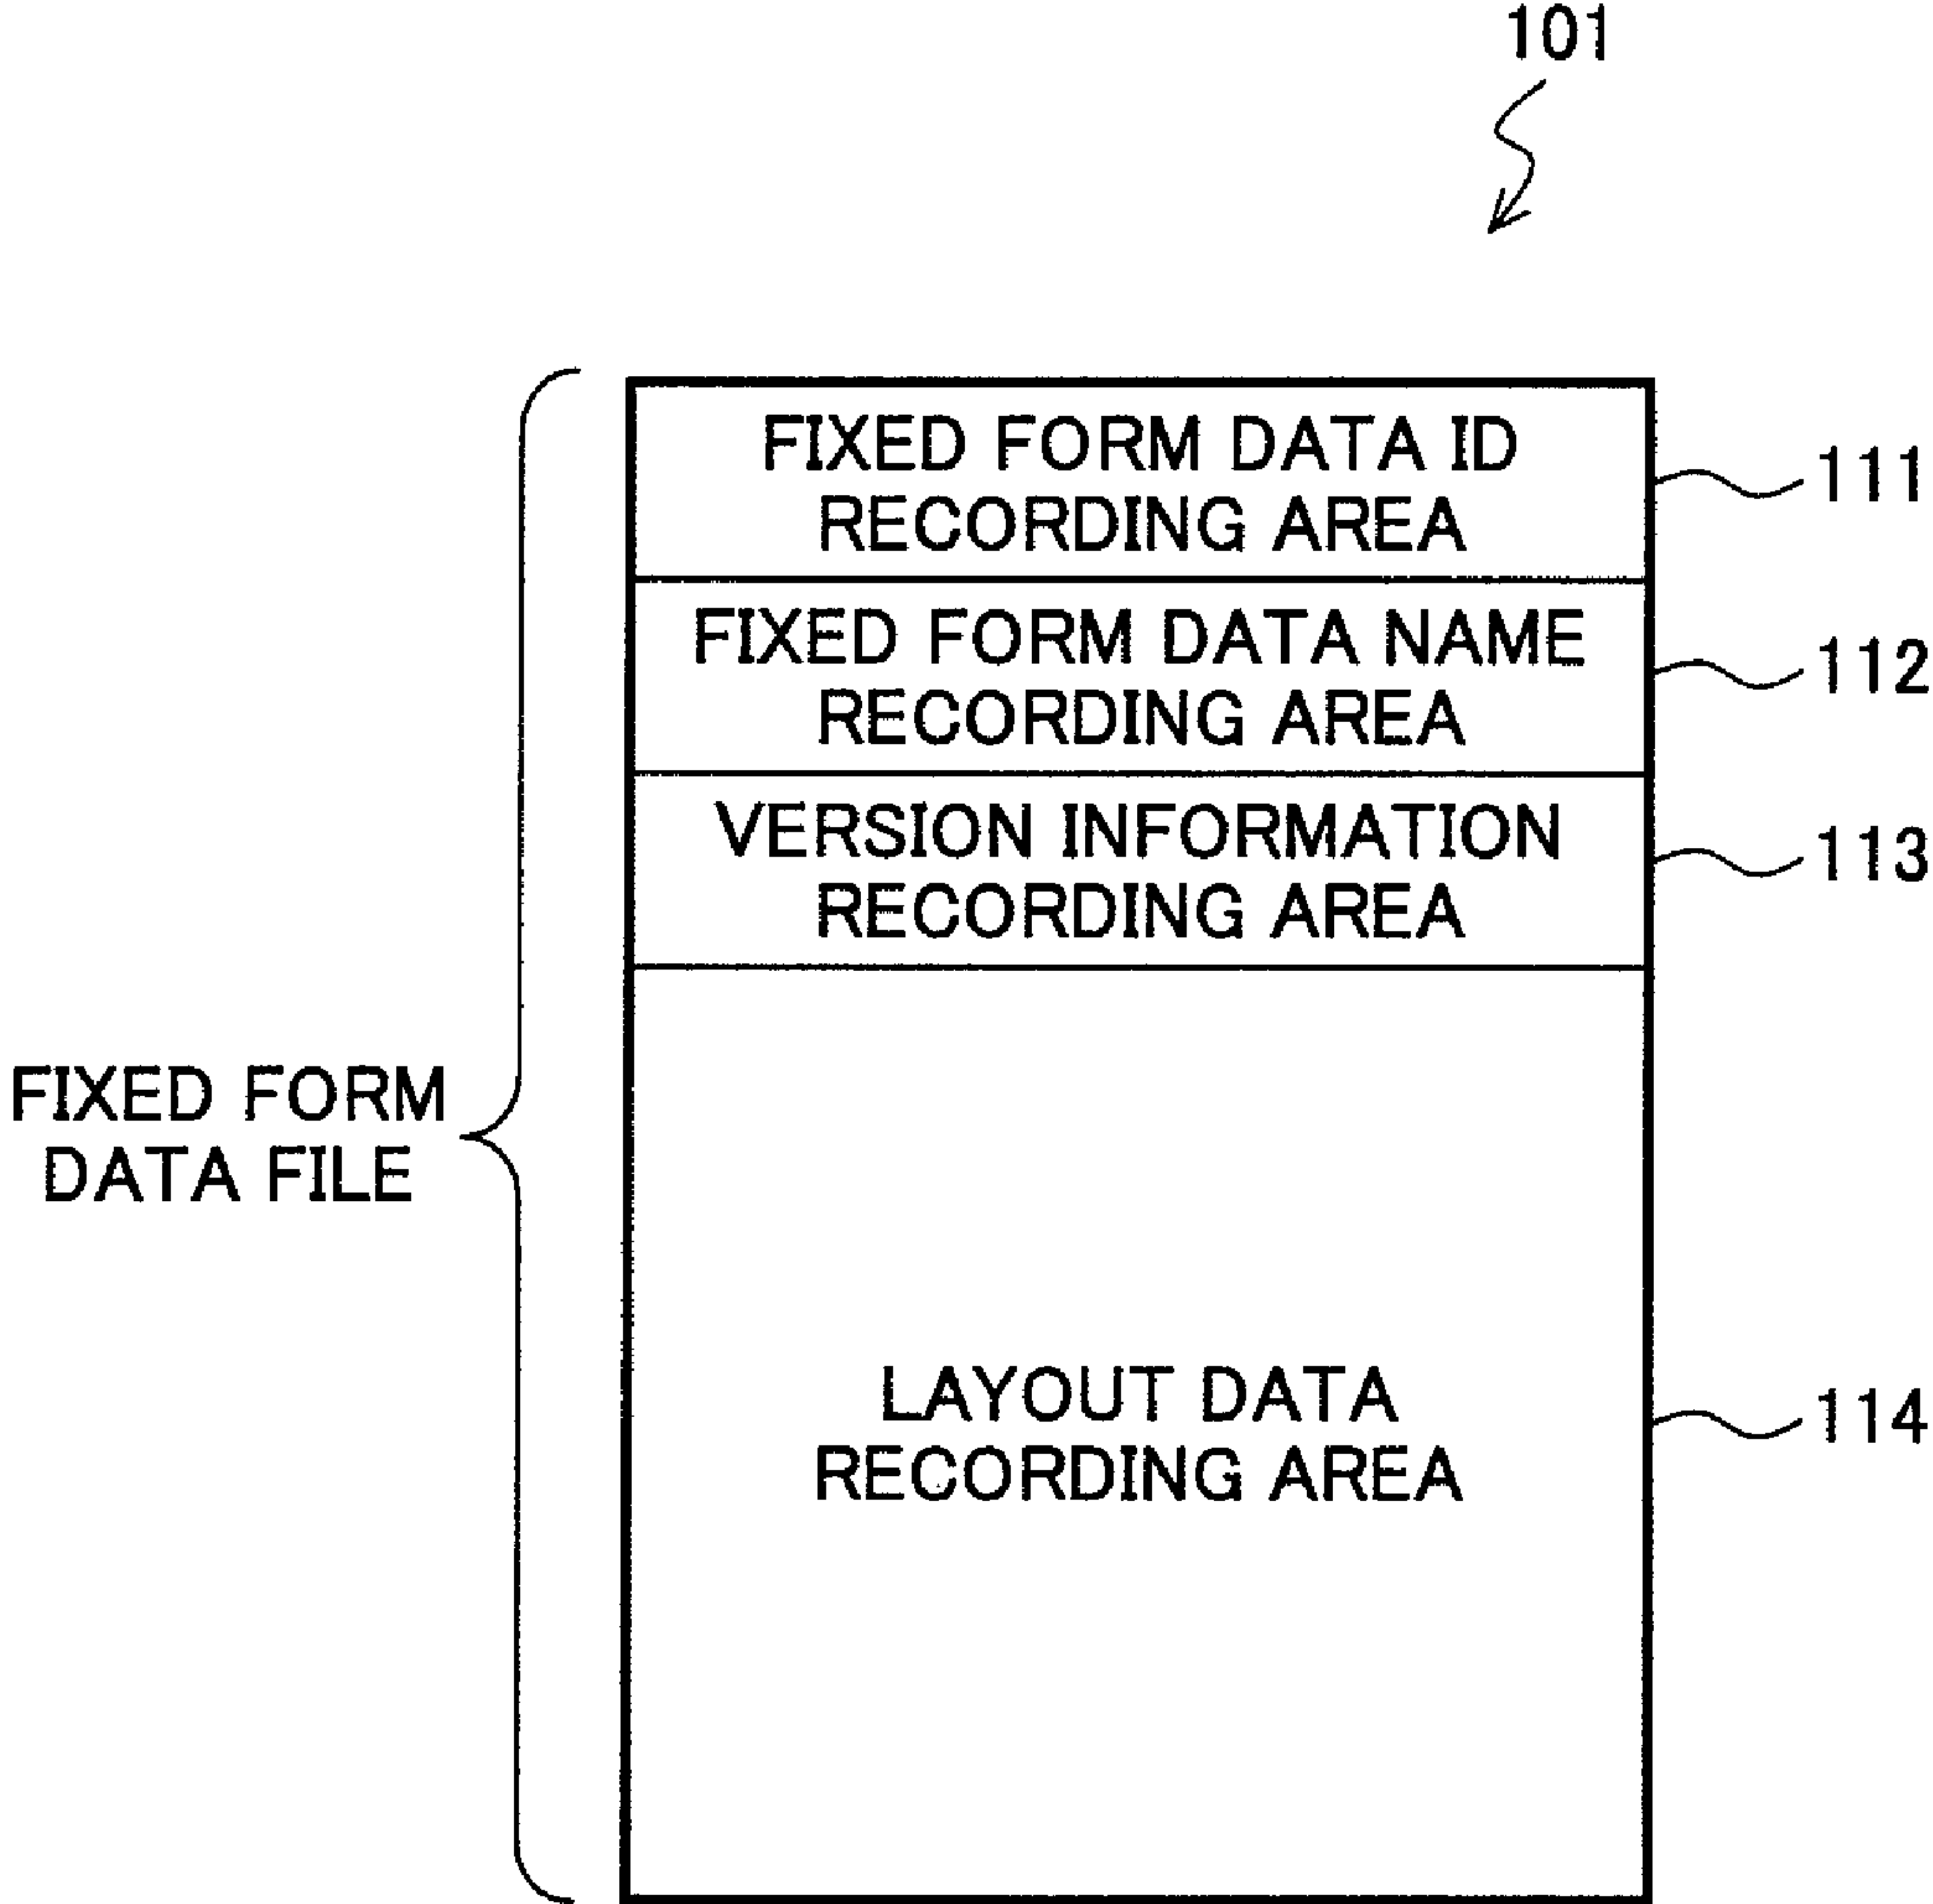 101
FIXED FORM DATA ID
RECORDING AREA
111
FIXED FORM DATA NAME
RECORDING AREA
112
VERSION INFORMATION
RECORDING AREA
113
FIXED FORM
DATA FILE
LAYOUT DATA
RECORDING AREA
114